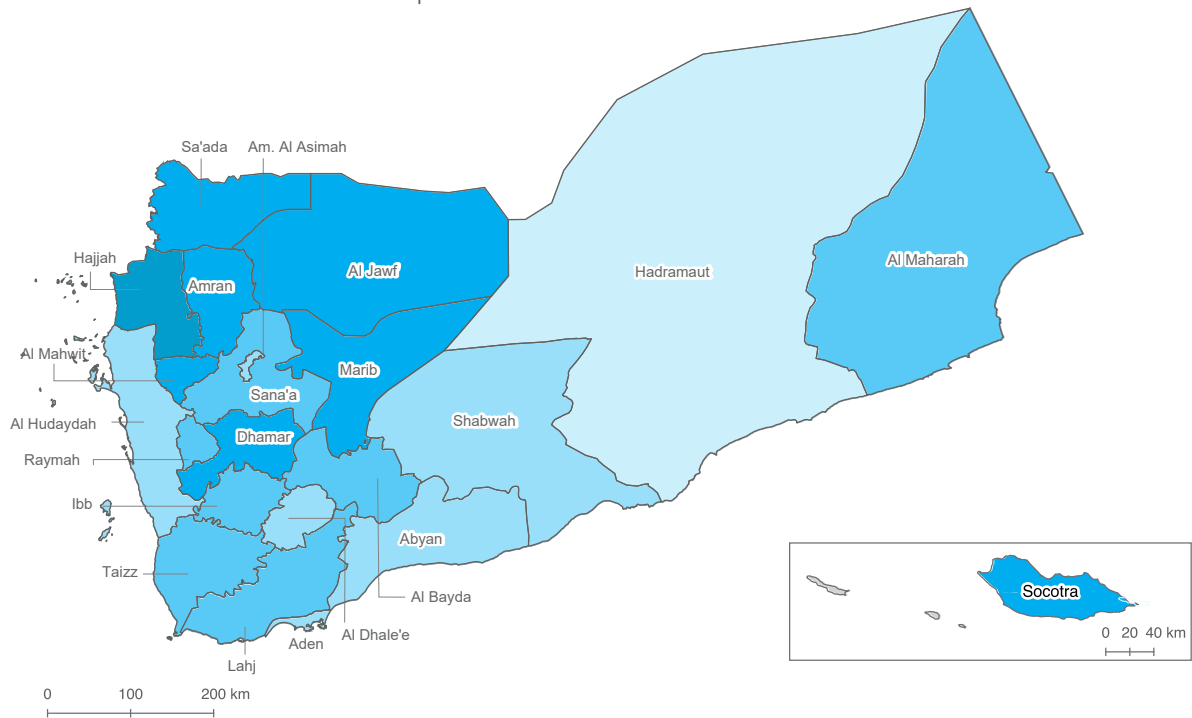 Sa'ada
Am. Al Asimah
Hajjah
Amran
Al Jawf
Hadramaut
Al Maharah
Al Mahwit
Marib
Sana'a
Al Hudaydah
Dhamar
Shabwah
Raymah
Ibb
Abyan
Taizz
Al Bayda
Al Dhale'e
Aden
Lahj
Socotra
0 20 40 km
0 100 200 km